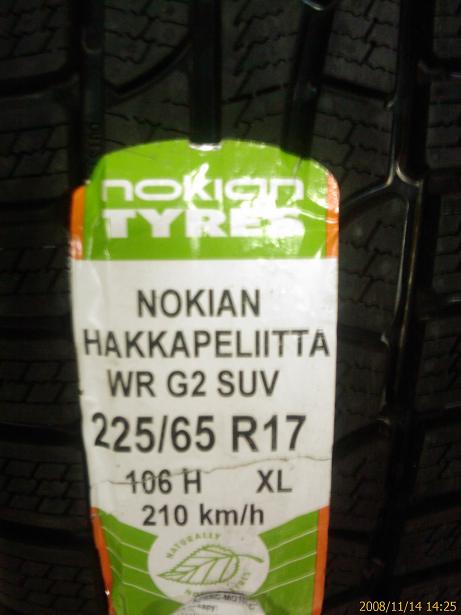 nokian
TYRES
NOKIAN
HAKKAPELIITTA
WR G2 SUV
225/65 R17
106 H XL
210 km/h
NATURALLY
2008/11/14 14:25